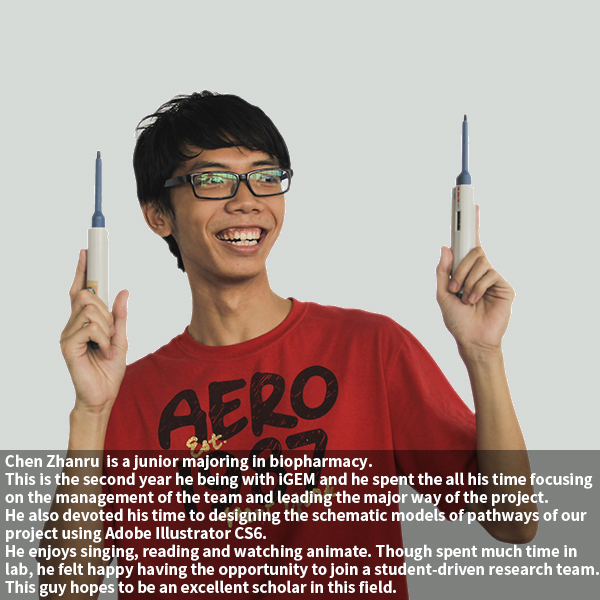 AERO
Est.
Chen Zhanru is a junior majoring in biopharmacy.
This is the second year he being with iGEM and he spent the all his time focusing
on the management of the team and leading the major way of the project.
He also devoted his time to designing the schematic models of pathways of our
project using Adobe Illustrator CS6.
He enjoys singing, reading and watching animate. Though spent much time in
lab, he felt happy having the opportunity to join a student-driven research team.
This guy hopes to be an excellent scholar in this field.